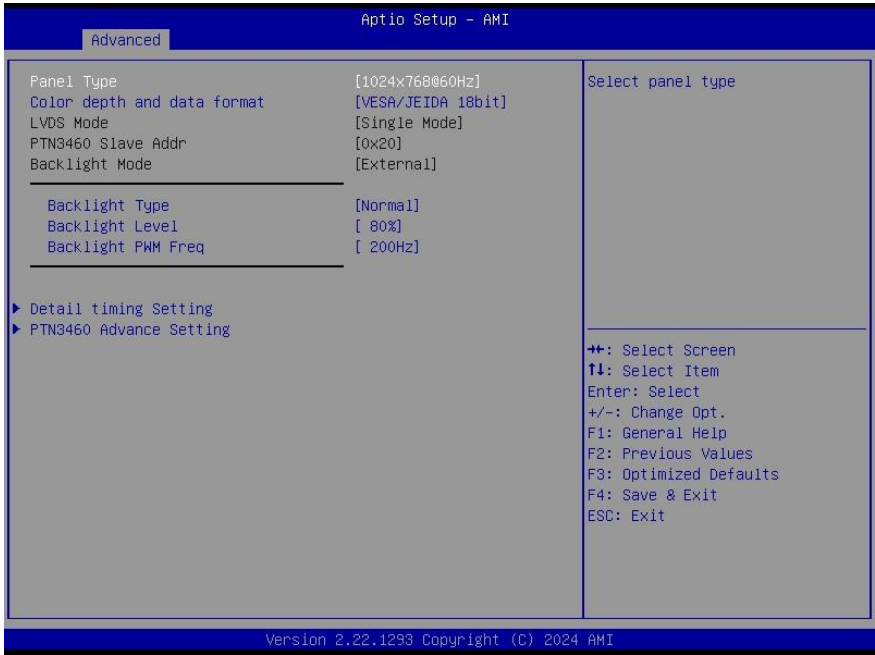 Aptio Setup - AMI
Advanced
Panel Type [1024x768@60Hz]
Color depth and data format [VESA/JEIDA 18bit]
LVDS Mode [Single Mode]
PTN3460 Slave Addr [0x20]
Backlight Mode [External]
Backlight Type [Normal]
Backlight Level [ 80%]
Backlight PWM Freq [ 200Hz]
Detail timing Setting
PTN3460 Advance Setting
Select panel type
→←: Select Screen
↑↓: Select Item
Enter: Select
+/-: Change Opt.
F1: General Help
F2: Previous Values
F3: Optimized Defaults
F4: Save & Exit
ESC: Exit
Version 2.22.1293 Copyright (C) 2024 AMI